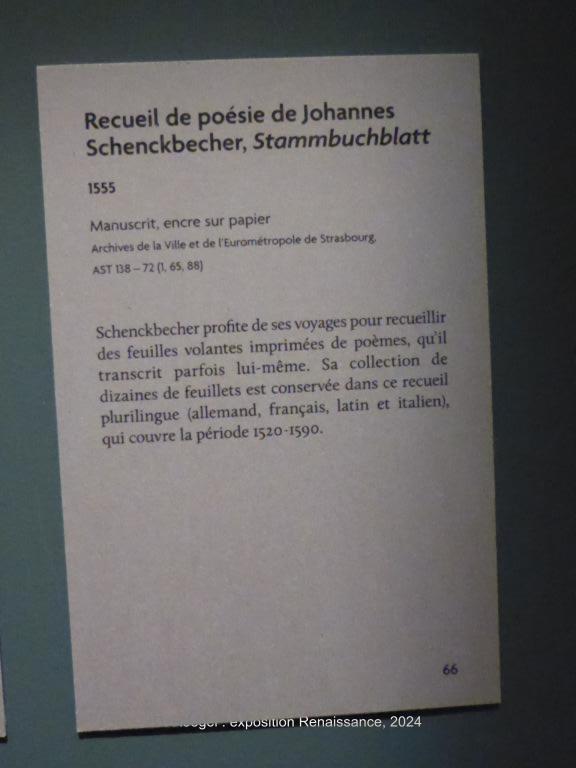 Recueil de poésie de Johannes
Schenckbecher, Stammbuchblatt
1555
Manuscrit, encre sur papier
Archives de la Ville et de l'Eurométropole de Strasbourg,
AST 138 – 72 (1, 65, 88)
Schenckbecher profite de ses voyages pour recueillir
des feuilles volantes imprimées de poèmes, qu'il
transcrit parfois lui-même. Sa collection de
dizaines de feuillets est conservée dans ce recueil
plurilingue (allemand, français, latin et italien),
qui couvre la période 1520-1590.
66
: exposition Renaissance, 2024